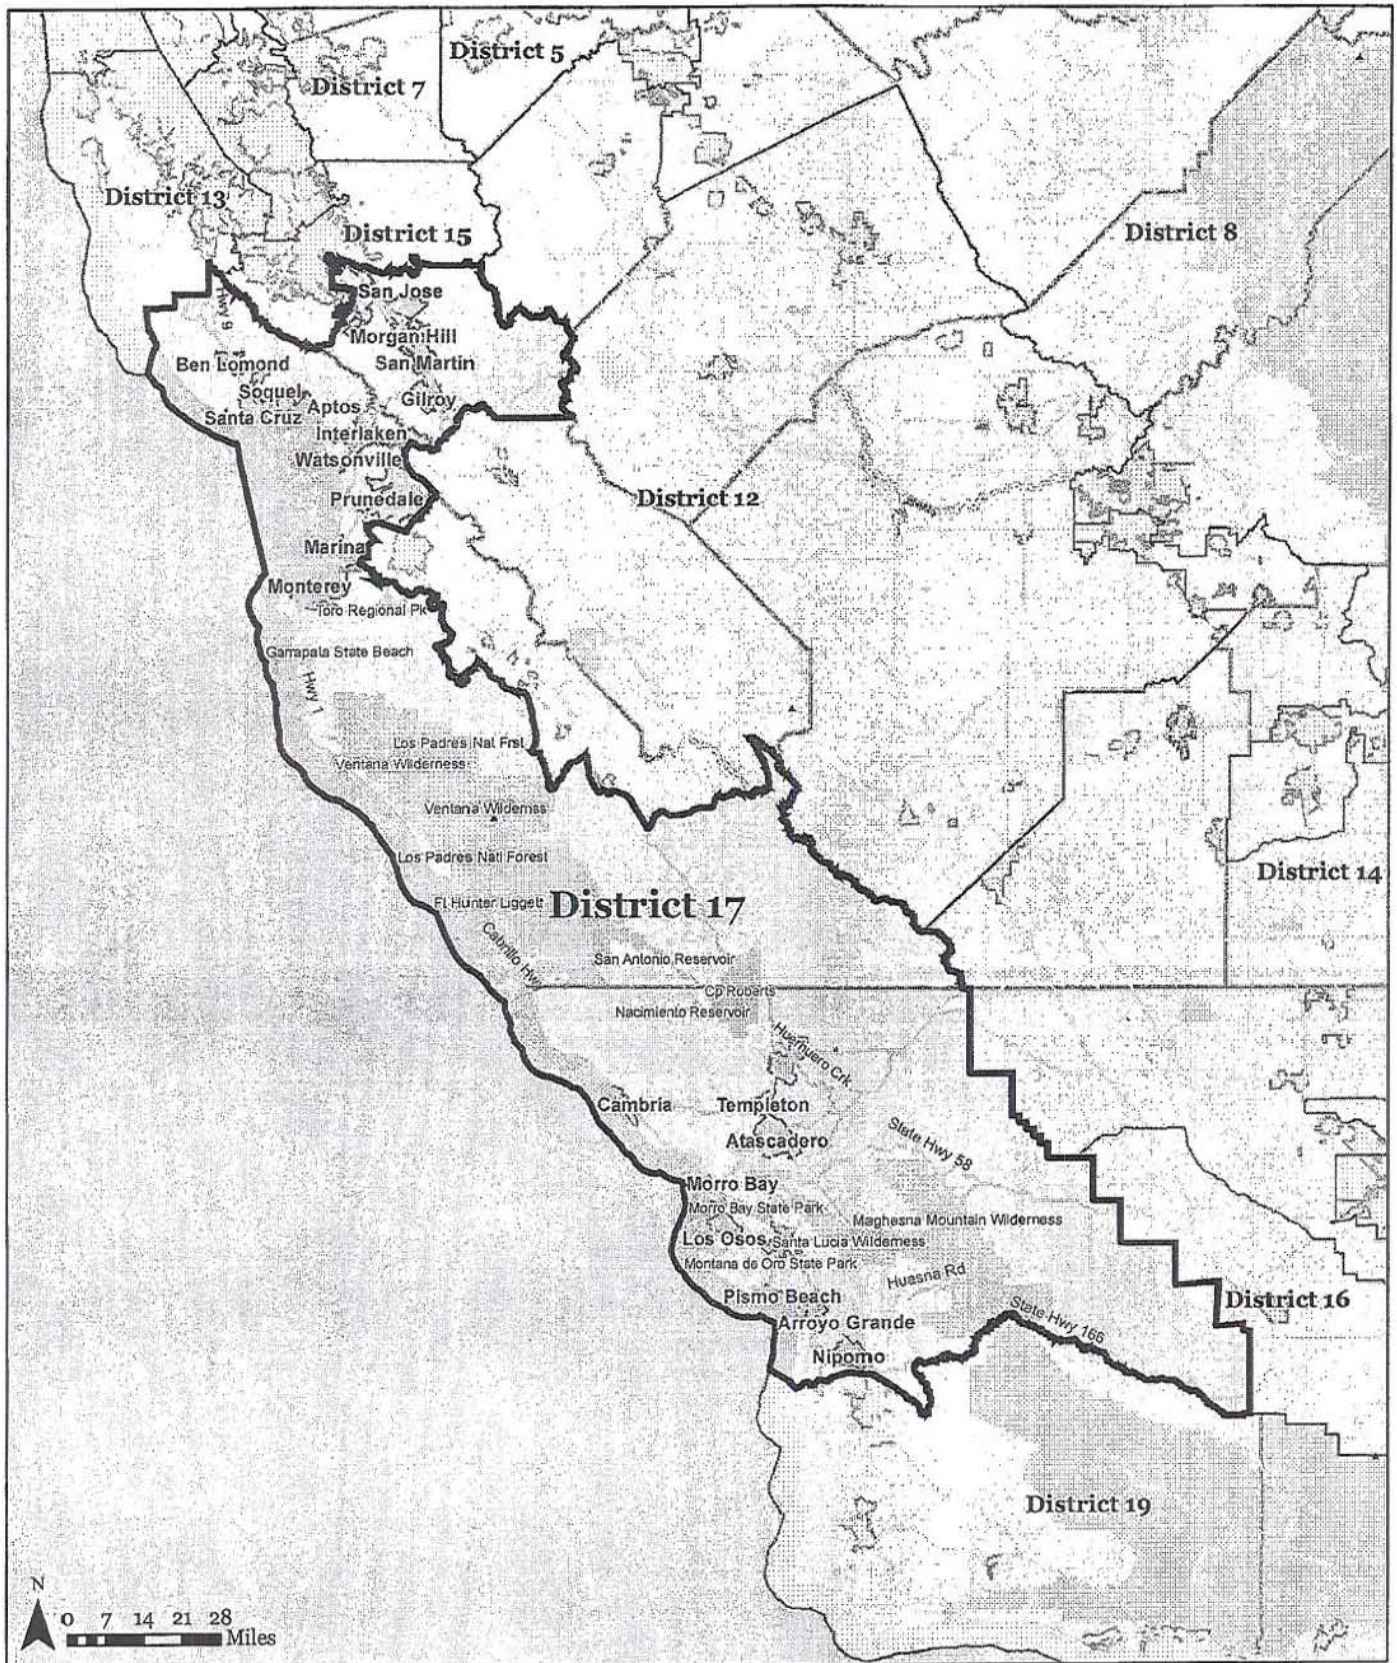 District 5
District 7
District 13
District 15
District 8
San Jose
Hwy 9
Morgan Hill
Ben Lomond
San Martin
Soquel
Gilroy
Aptos
Santa Cruz
Interlaken
Watsonville
Prunedale
District 12
Marina
Monterey
Toro Regional Pk
Garrapata State Beach
Hwy 1
Los Padres Nat Frst
Ventana Wilderness
Ventana Wilderness
Los Padres Natl Forest
District 14
Ft Hunter Liggett
District 17
Cabrillo Hwy
San Antonio Reservoir
Cp Roberts
Nacimiento Reservoir
Huerhuero Crk
Cambria
Templeton
Atascadero
State Hwy 58
Morro Bay
Morro Bay State Park
Maghesna Mountain Wilderness
Los Osos
Santa Lucia Wilderness
Montana de Oro State Park
Huasna Rd
Pismo Beach
District 16
State Hwy 166
Arroyo Grande
Nipomo
District 19
N
0 7 14 21 28
Miles